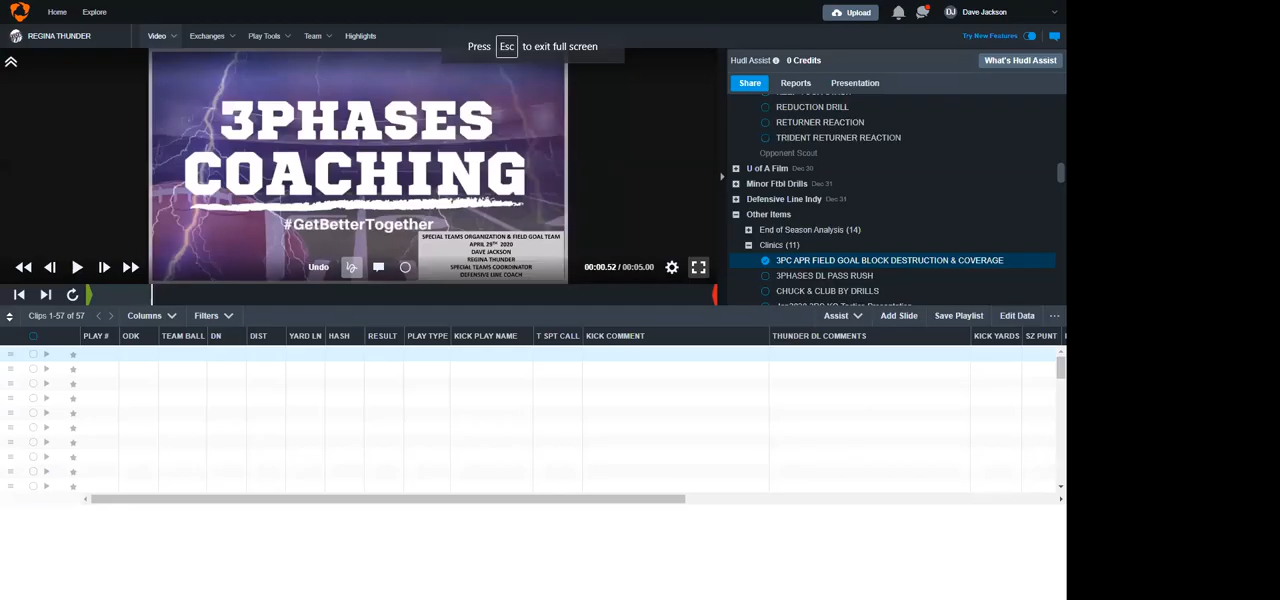 Home Explore Upload DJ Dave Jackson
REGINA THUNDER Video Exchanges Play Tools Team Highlights Try New Features
Press Esc to exit full screen
Hudl Assist 0 Credits What's Hudl Assist
Share Reports Presentation
REDUCTION DRILL
RETURNER REACTION
TRIDENT RETURNER REACTION
Opponent Scout
U of A Film Dec 30
Minor Ftbl Drills Dec 31
Defensive Line Indy Dec 31
Other Items
End of Season Analysis (14)
Clinics (11)
3PC APR FIELD GOAL BLOCK DESTRUCTION & COVERAGE
3PHASES DL PASS RUSH
CHUCK & CLUB BY DRILLS
3PHASES
COACHING
#GetBetterTogether
SPECIAL TEAMS ORGANIZATION & FIELD GOAL TEAM
APRIL 29TH 2020
DAVE JACKSON
REGINA THUNDER
SPECIAL TEAMS COORDINATOR
DEFENSIVE LINE COACH
Undo 00:00.52 / 00:05.00
Clips 1-57 of 57 Columns Filters Assist Add Slide Save Playlist Edit Data
PLAY # ODK TEAM BALL DN DIST YARD LN HASH RESULT PLAY TYPE KICK PLAY NAME T SPT CALL KICK COMMENT THUNDER DL COMMENTS KICK YARDS SZ PUNT